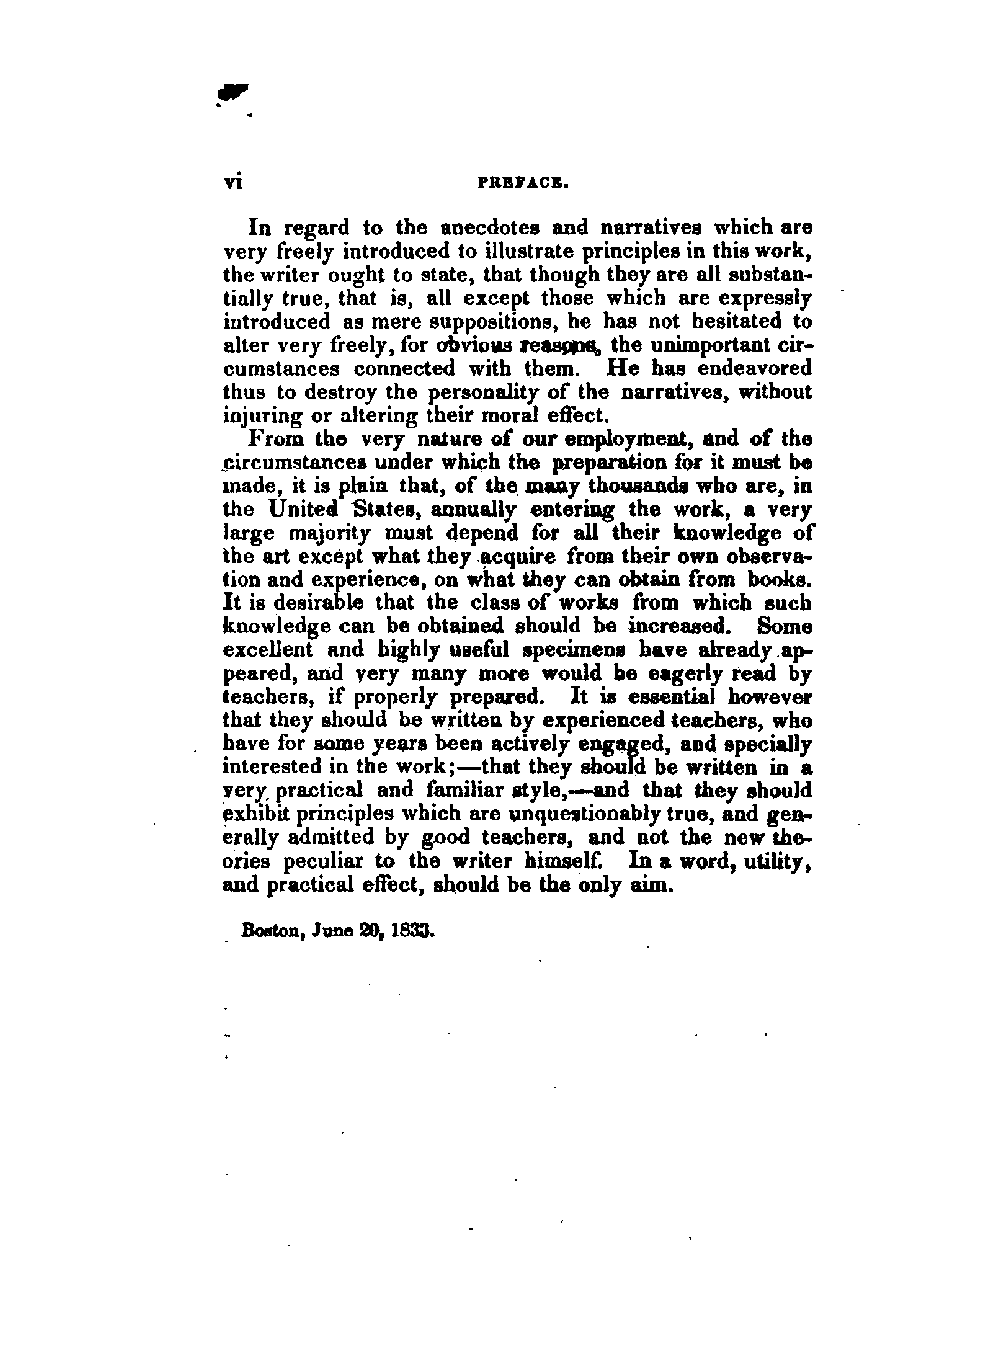 vi PREFACE.
In regard to the anecdotes and narratives which are
very freely introduced to illustrate principles in this work,
the writer ought to state, that though they are all substan-
tially true, that is, all except those which are expressly
introduced as mere suppositions, he has not hesitated to
alter very freely, for obvious reasons, the unimportant cir-
cumstances connected with them. He has endeavored
thus to destroy the personality of the narratives, without
injuring or altering their moral effect.
From the very nature of our employment, and of the
circumstances under which the preparation for it must be
made, it is plain that, of the many thousands who are, in
the United States, annually entering the work, a very
large majority must depend for all their knowledge of
the art except what they acquire from their own observa-
tion and experience, on what they can obtain from books.
It is desirable that the class of works from which such
knowledge can be obtained should be increased. Some
excellent and highly useful specimens have already ap-
peared, and very many more would be eagerly read by
teachers, if properly prepared. It is essential however
that they should be written by experienced teachers, who
have for some years been actively engaged, and specially
interested in the work;—that they should be written in a
very practical and familiar style,—and that they should
exhibit principles which are unquestionably true, and gen-
erally admitted by good teachers, and not the new the-
ories peculiar to the writer himself. In a word, utility,
and practical effect, should be the only aim.
Boston, June 20, 1833.